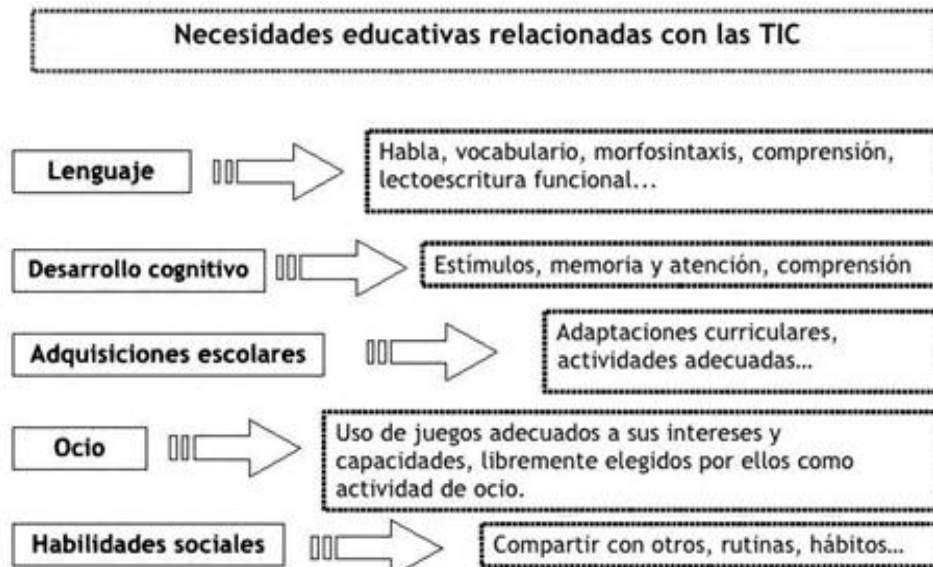 Necesidades educativas relacionadas con las TIC
Lenguaje
Habla, vocabulario, morfosintaxis, comprensión,
lectoescritura funcional...
Desarrollo cognitivo
Estímulos, memoria y atención, comprensión
Adquisiciones escolares
Adaptaciones curriculares,
actividades adecuadas...
Ocio
Uso de juegos adecuados a sus intereses y
capacidades, libremente elegidos por ellos como
actividad de ocio.
Habilidades sociales
Compartir con otros, rutinas, hábitos...